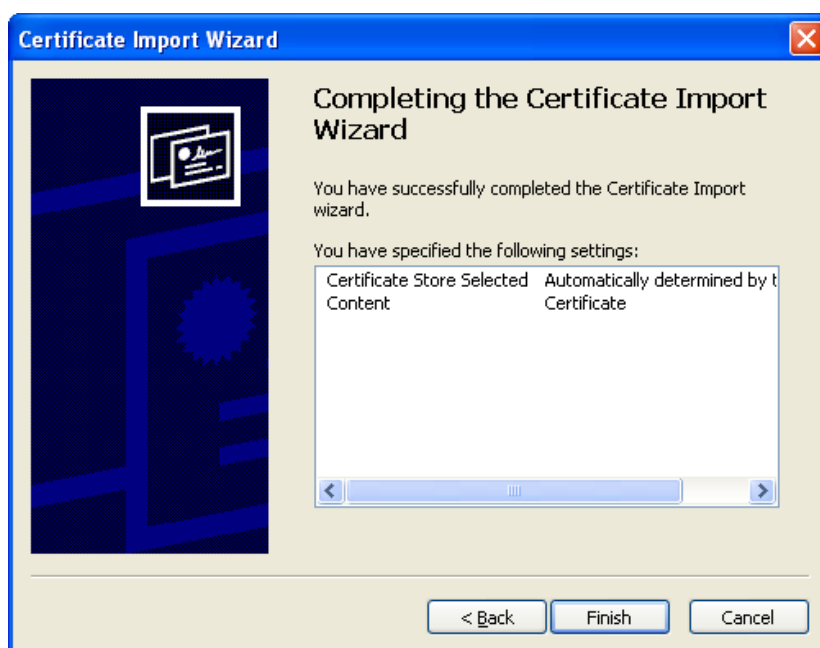 Certificate Import Wizard
Completing the Certificate Import
Wizard
You have successfully completed the Certificate Import
wizard.
You have specified the following settings:
Certificate Store Selected Automatically determined by t
Content Certificate
< Back Finish Cancel